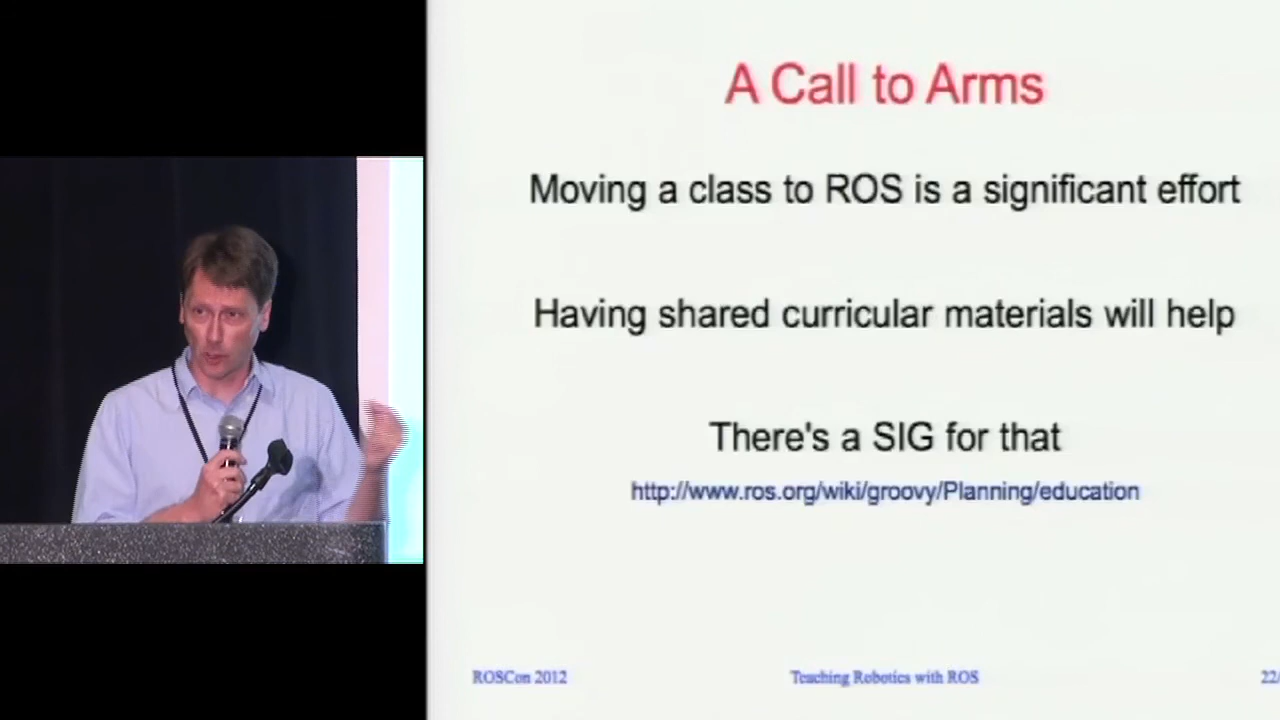 A Call to Arms
Moving a class to ROS is a significant effort
Having shared curricular materials will help
There's a SIG for that
http://www.ros.org/wiki/groovy/Planning/education
ROSCon 2012
Teaching Robotics with ROS
22/